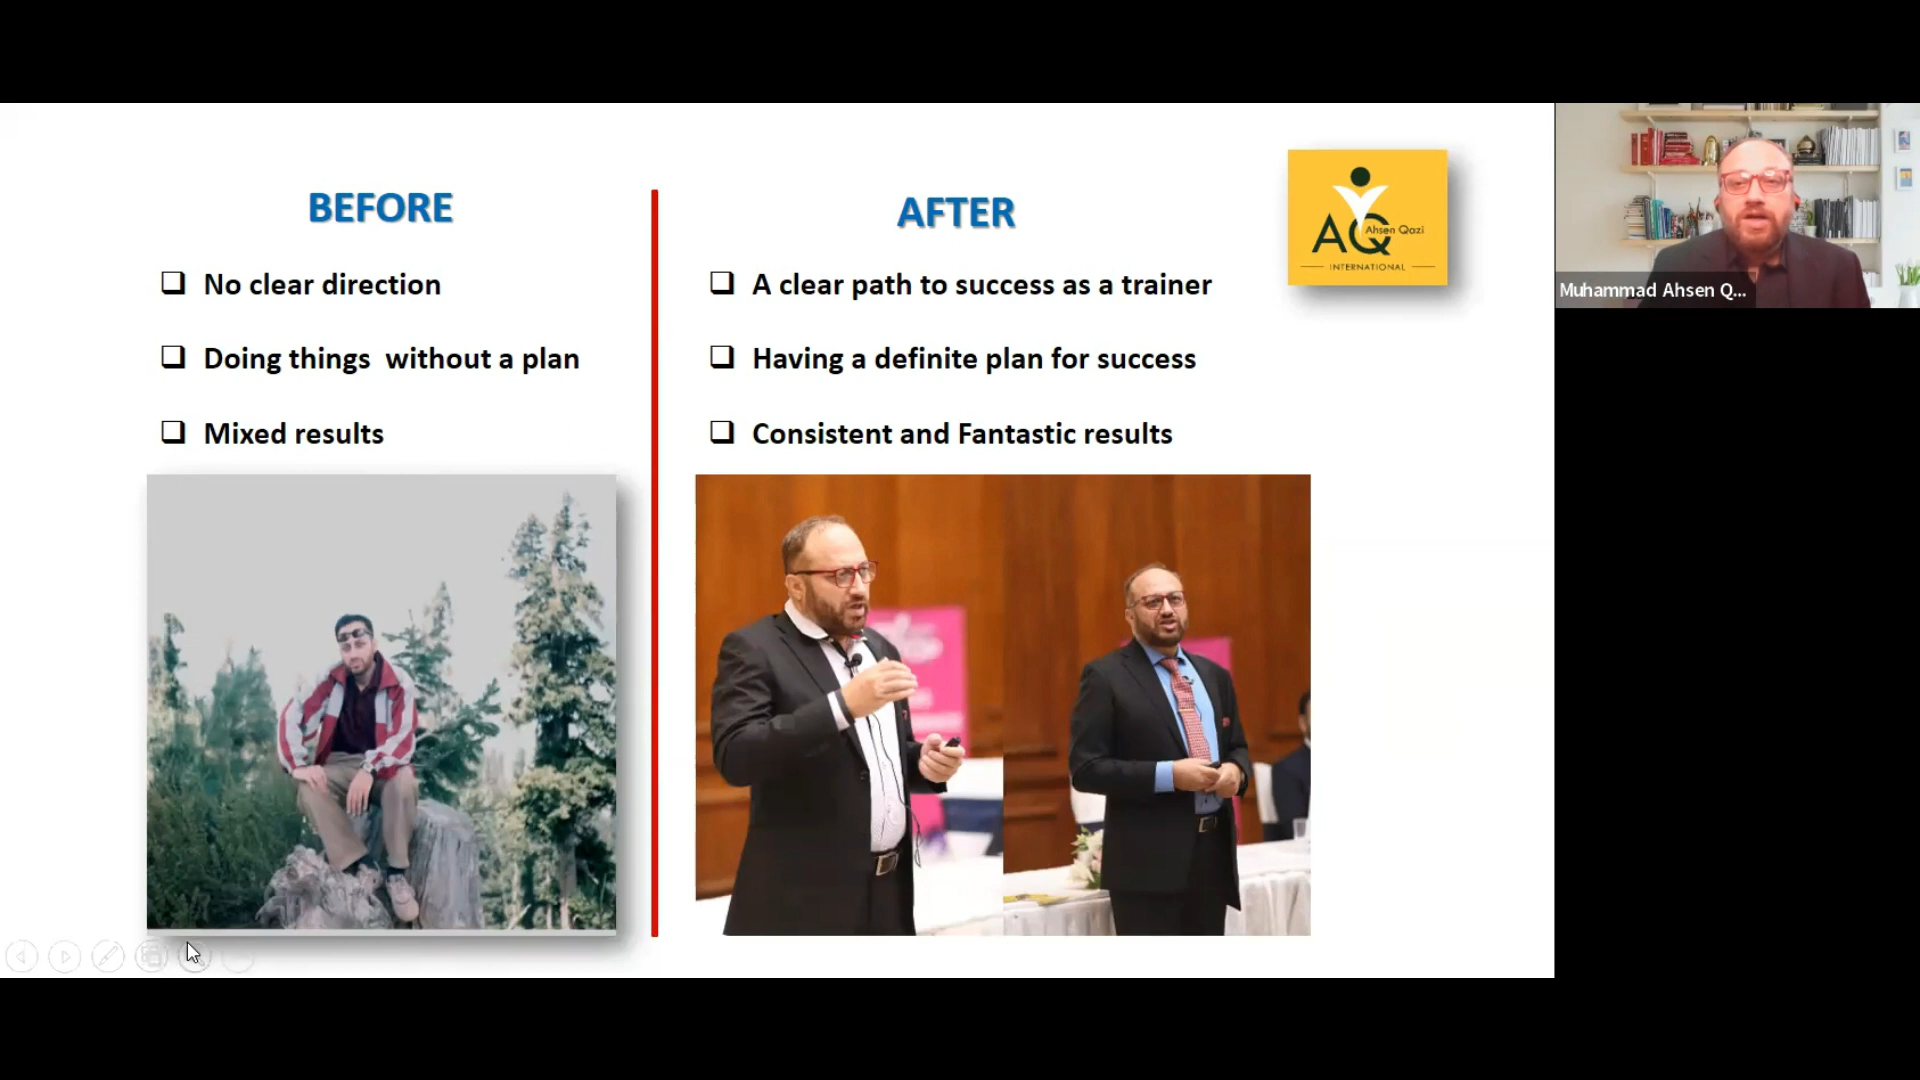 BEFORE
No clear direction
Doing things  without a plan
Mixed results
AFTER
A clear path to success as a trainer
Having a definite plan for success
Consistent and Fantastic results
AQ
Ahsen Qazi
INTERNATIONAL
Muhammad Ahsen Q...